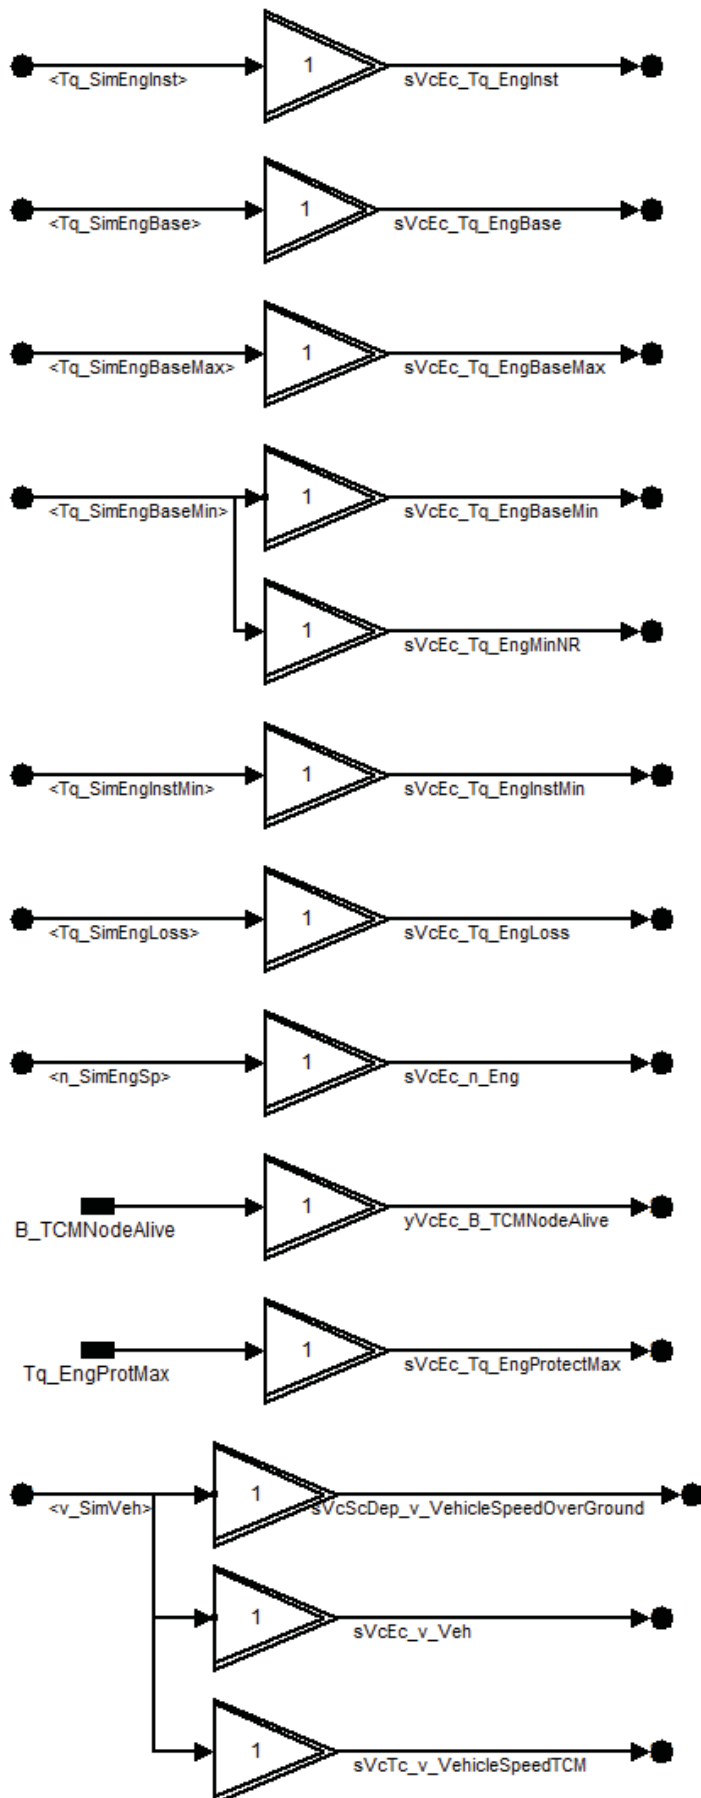 1
<Tq_SimEngInst> sVcEc_Tq_EngInst
1
<Tq_SimEngBase> sVcEc_Tq_EngBase
1
<Tq_SimEngBaseMax> sVcEc_Tq_EngBaseMax
1
<Tq_SimEngBaseMin> sVcEc_Tq_EngBaseMin
1
sVcEc_Tq_EngMinNR
1
<Tq_SimEngInstMin> sVcEc_Tq_EngInstMin
1
<Tq_SimEngLoss> sVcEc_Tq_EngLoss
1
<n_SimEngSp> sVcEc_n_Eng
1
B_TCMNodeAlive yVcEc_B_TCMNodeAlive
1
Tq_EngProtMax sVcEc_Tq_EngProtectMax
1
<v_SimVeh> sVcScDep_v_VehicleSpeedOverGround
1
sVcEc_v_Veh
1
sVcTc_v_VehicleSpeedTCM